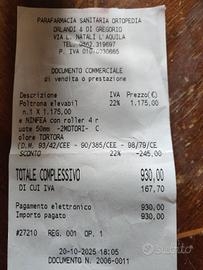 PARAFARMACIA SANITARIA ORTOPEDIA
ORLANDI & DI GREGORIO
VIA L. NATALI L'AQUILA
TEL. 0862.319697
P. IVA
DOCUMENTO COMMERCIALE
di vendita o prestazione
Descrizione IVA Prezzo(€)
Poltrona elevabil 22% 1.175,00
n.1 X 1.175,00
e NINFEA con roller 4 r
uote 50mm -2MOTORI- C
olore TORTORA
(D.M. 93/42/CEE - 90/385/CEE - 98/79/CE
SCONTO 22% -245,00
TOTALE COMPLESSIVO 930,00
DI CUI IVA 167,70
Pagamento elettronico 930,00
Importo pagato 930,00
#27210 REG. 001 OP. 1
20-10-2025 18:05
DOCUMENTO N. 2006-0011
subito